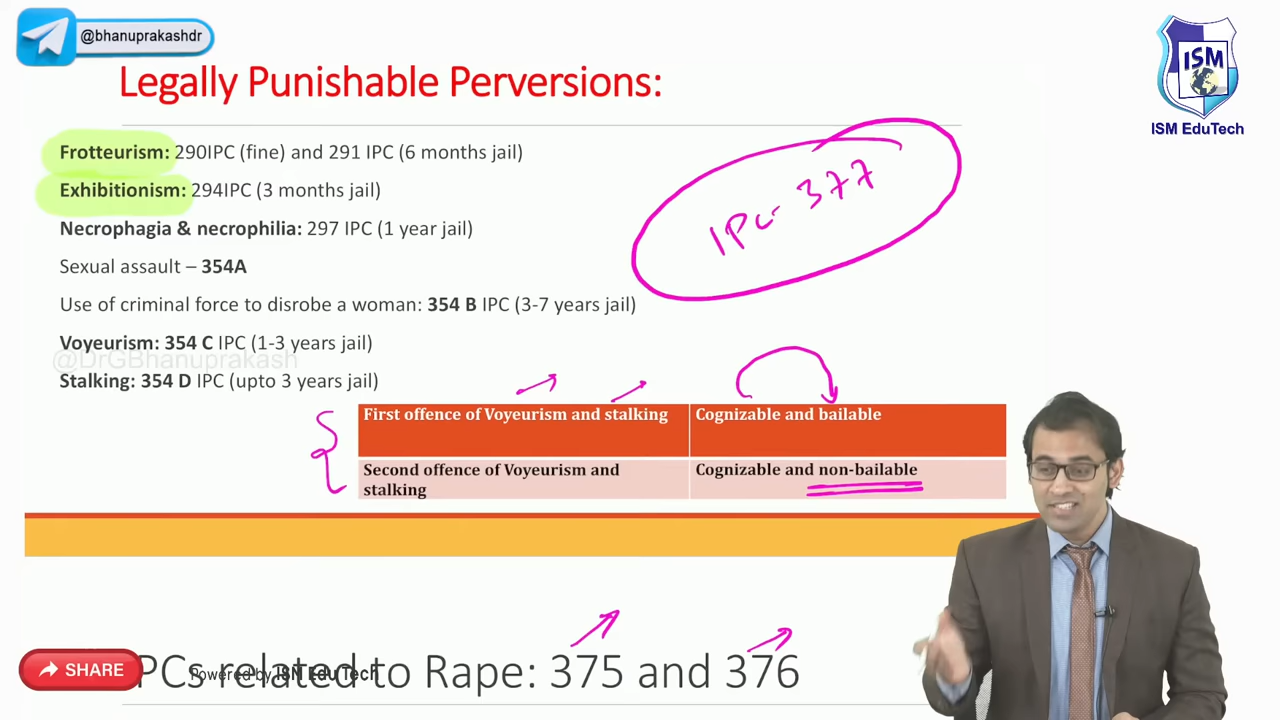 @bhanuprakashdr
ISM
ISM EduTech
Legally Punishable Perversions:
Frotteurism: 290IPC (fine) and 291 IPC (6 months jail)
Exhibitionism: 294IPC (3 months jail)
IPC- 377
Necrophagia & necrophilia: 297 IPC (1 year jail)
Sexual assault – 354A
Use of criminal force to disrobe a woman: 354 B IPC (3-7 years jail)
Voyeurism: 354 C IPC (1-3 years jail)
@DrGBhanuprakash
Stalking: 354 D IPC (upto 3 years jail)
First offence of Voyeurism and stalking
Cognizable and bailable
Second offence of Voyeurism and
stalking
Cognizable and non-bailable
SHARE
PCs related to Rape: 375 and 376
Powered by ISM Edu Tech